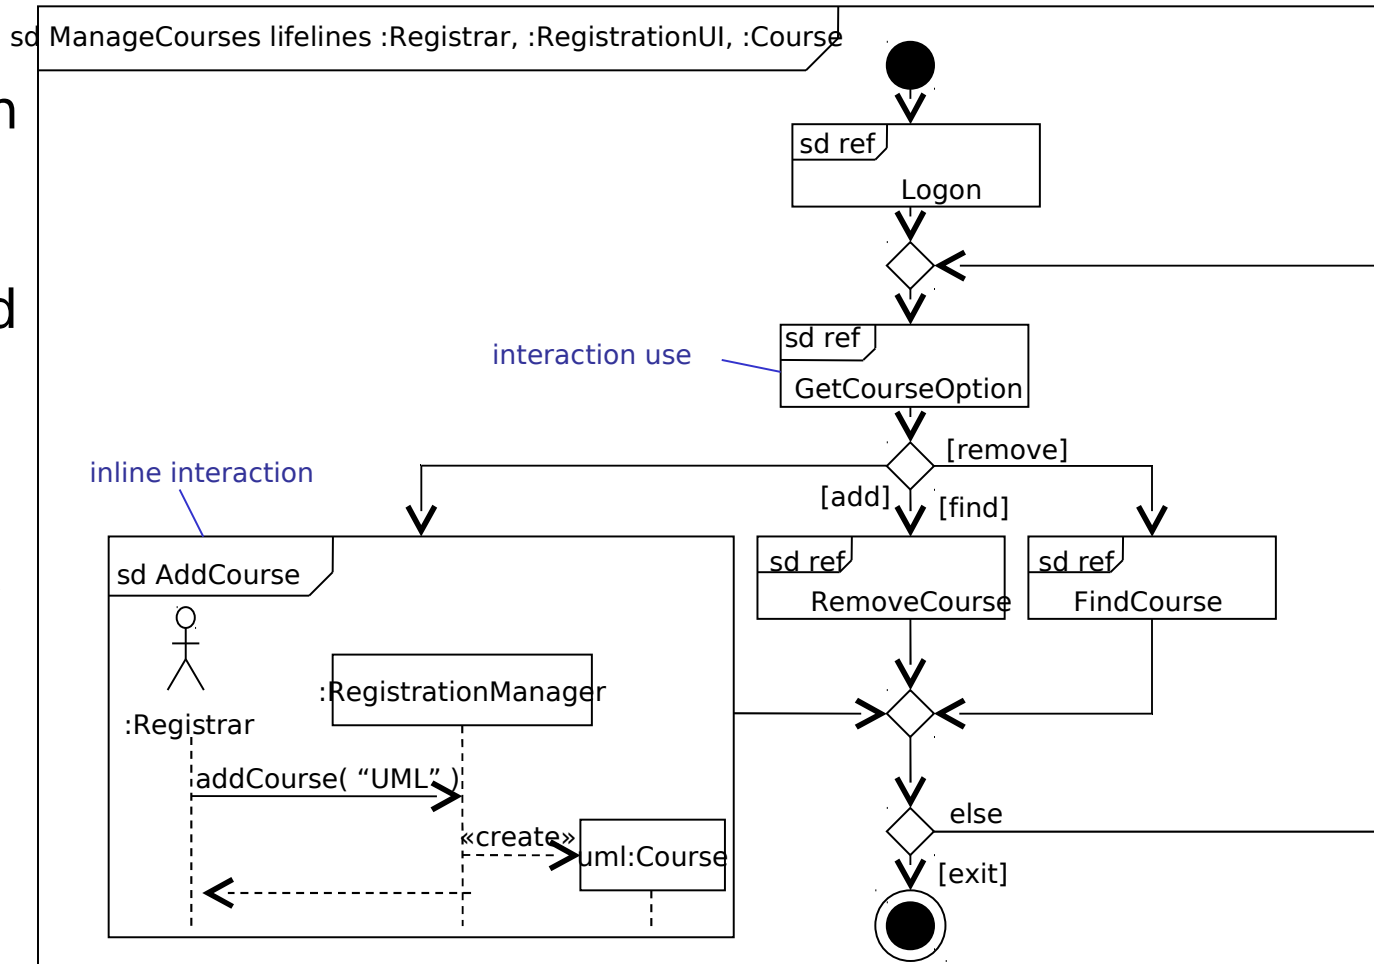 sd ManageCourses lifelines :Registrar, :RegistrationUI, :Course
n
sd ref
Logon
d
sd ref
interaction use
GetCourseOption
[remove]
inline interaction
[add]
[find]
sd AddCourse
sd ref
sd ref
RemoveCourse
FindCourse
:RegistrationManager
:Registrar
addCourse( “UML” )
else
«create»
uml:Course
[exit]